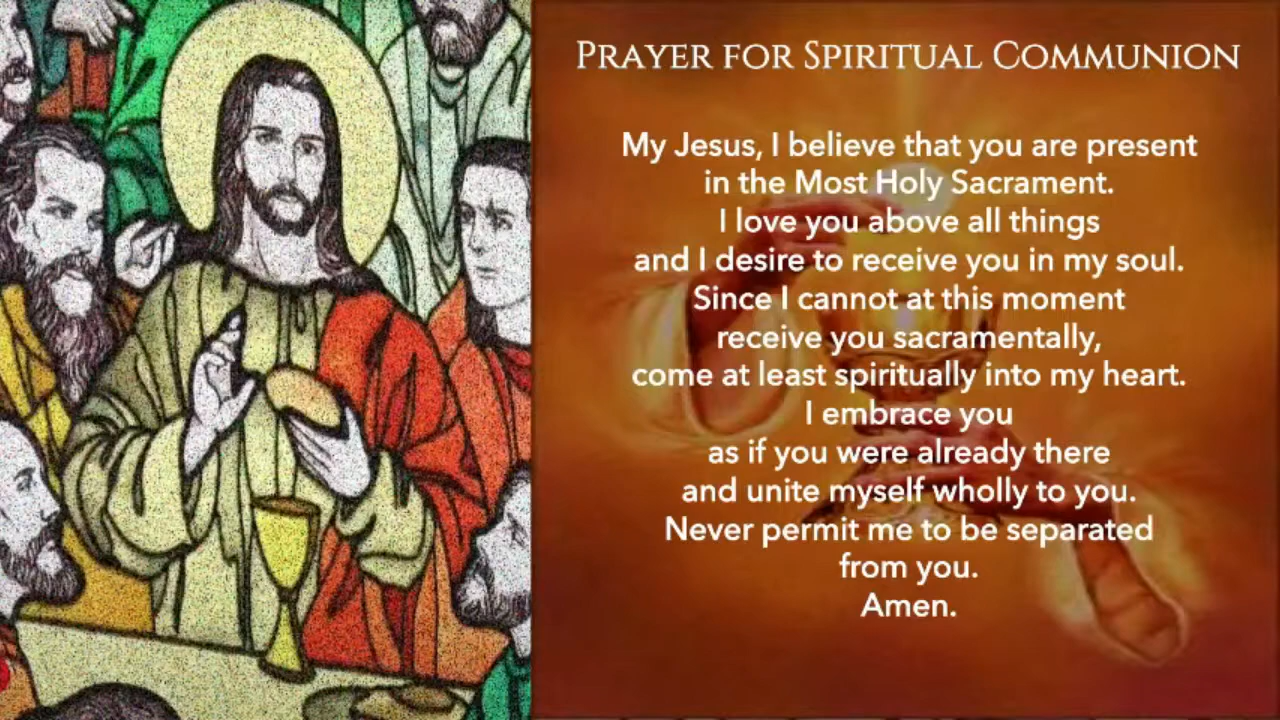 PRAYER FOR SPIRITUAL COMMUNION
My Jesus, I believe that you are present
in the Most Holy Sacrament.
I love you above all things
and I desire to receive you in my soul.
Since I cannot at this moment
receive you sacramentally,
come at least spiritually into my heart.
I embrace you
as if you were already there
and unite myself wholly to you.
Never permit me to be separated
from you.
Amen.